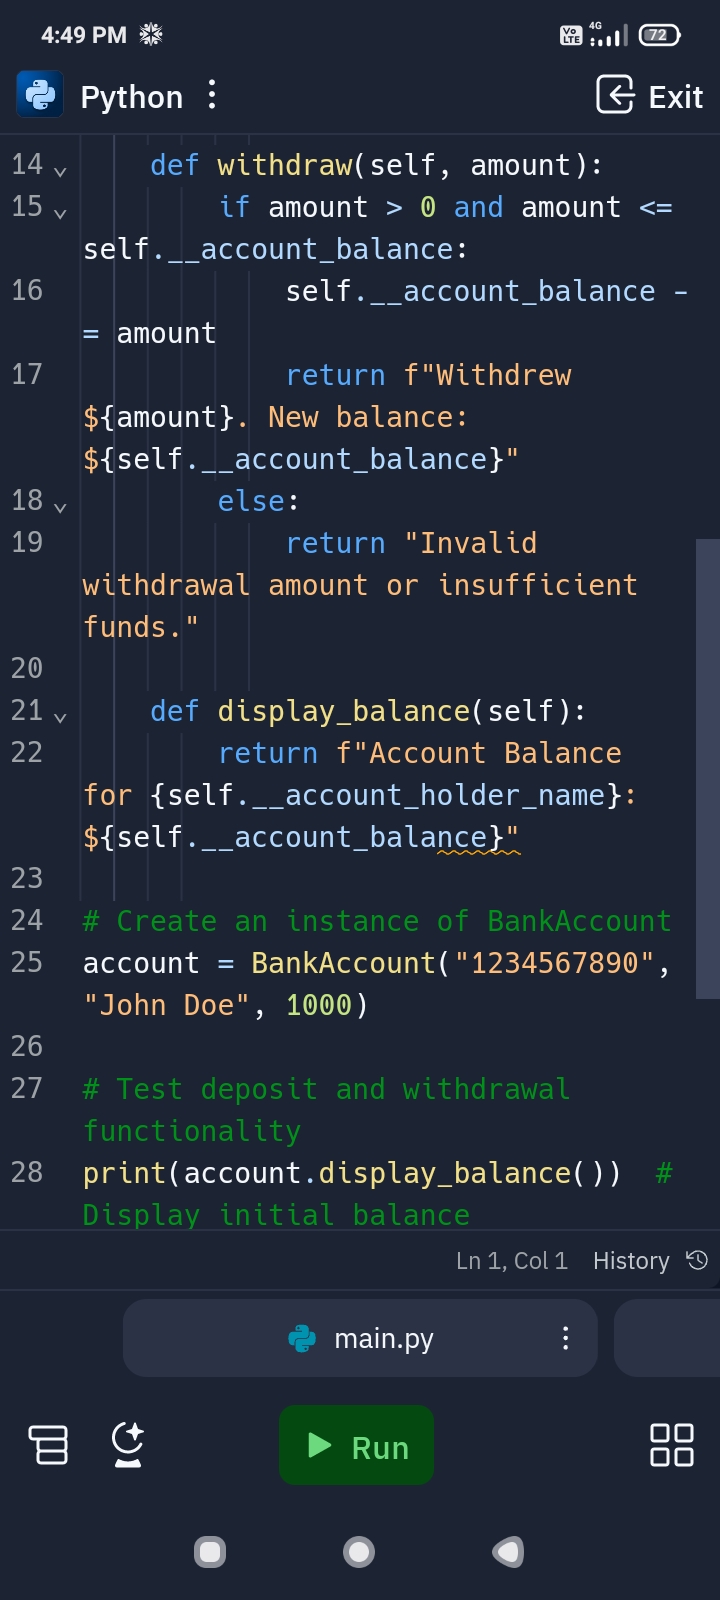 4:49 PM 4G Vo LTE 72
Python Exit
14 def withdraw(self, amount):
15 if amount > 0 and amount <=
self.__account_balance:
16 self.__account_balance -
= amount
17 return f"Withdrew
${amount}. New balance:
${self.__account_balance}"
18 else:
19 return "Invalid
withdrawal amount or insufficient
funds."
20
21 def display_balance(self):
22 return f"Account Balance
for {self.__account_holder_name}:
${self.__account_balance}"
23
24 # Create an instance of BankAccount
25 account = BankAccount("1234567890",
"John Doe", 1000)
26
27 # Test deposit and withdrawal
functionality
28 print(account.display_balance())  #
Display initial balance
Ln 1, Col 1 History
main.py
Run